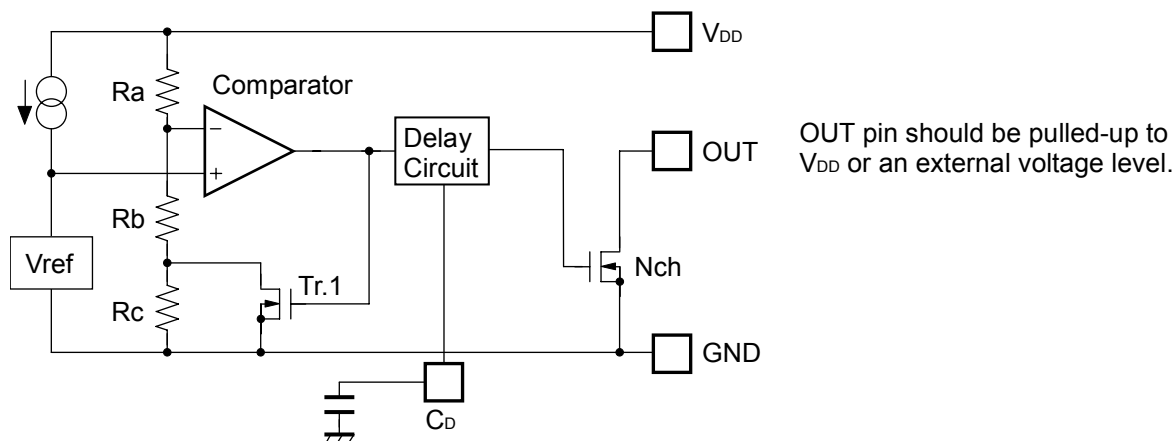 VDD
Ra
Comparator
−
+
Delay
Circuit
OUT
OUT pin should be pulled-up to
VDD or an external voltage level.
Rb
Vref
Tr.1
Nch
Rc
GND
CD